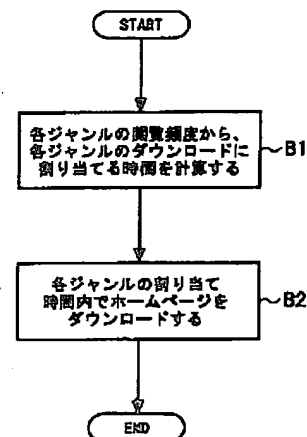 START
各ジャンルの閲覧頻度から、
各ジャンルのダウンロードに
割り当てる時間を計算する
~B1
各ジャンルの割り当て
時間内でホームページを
ダウンロードする
~B2
END